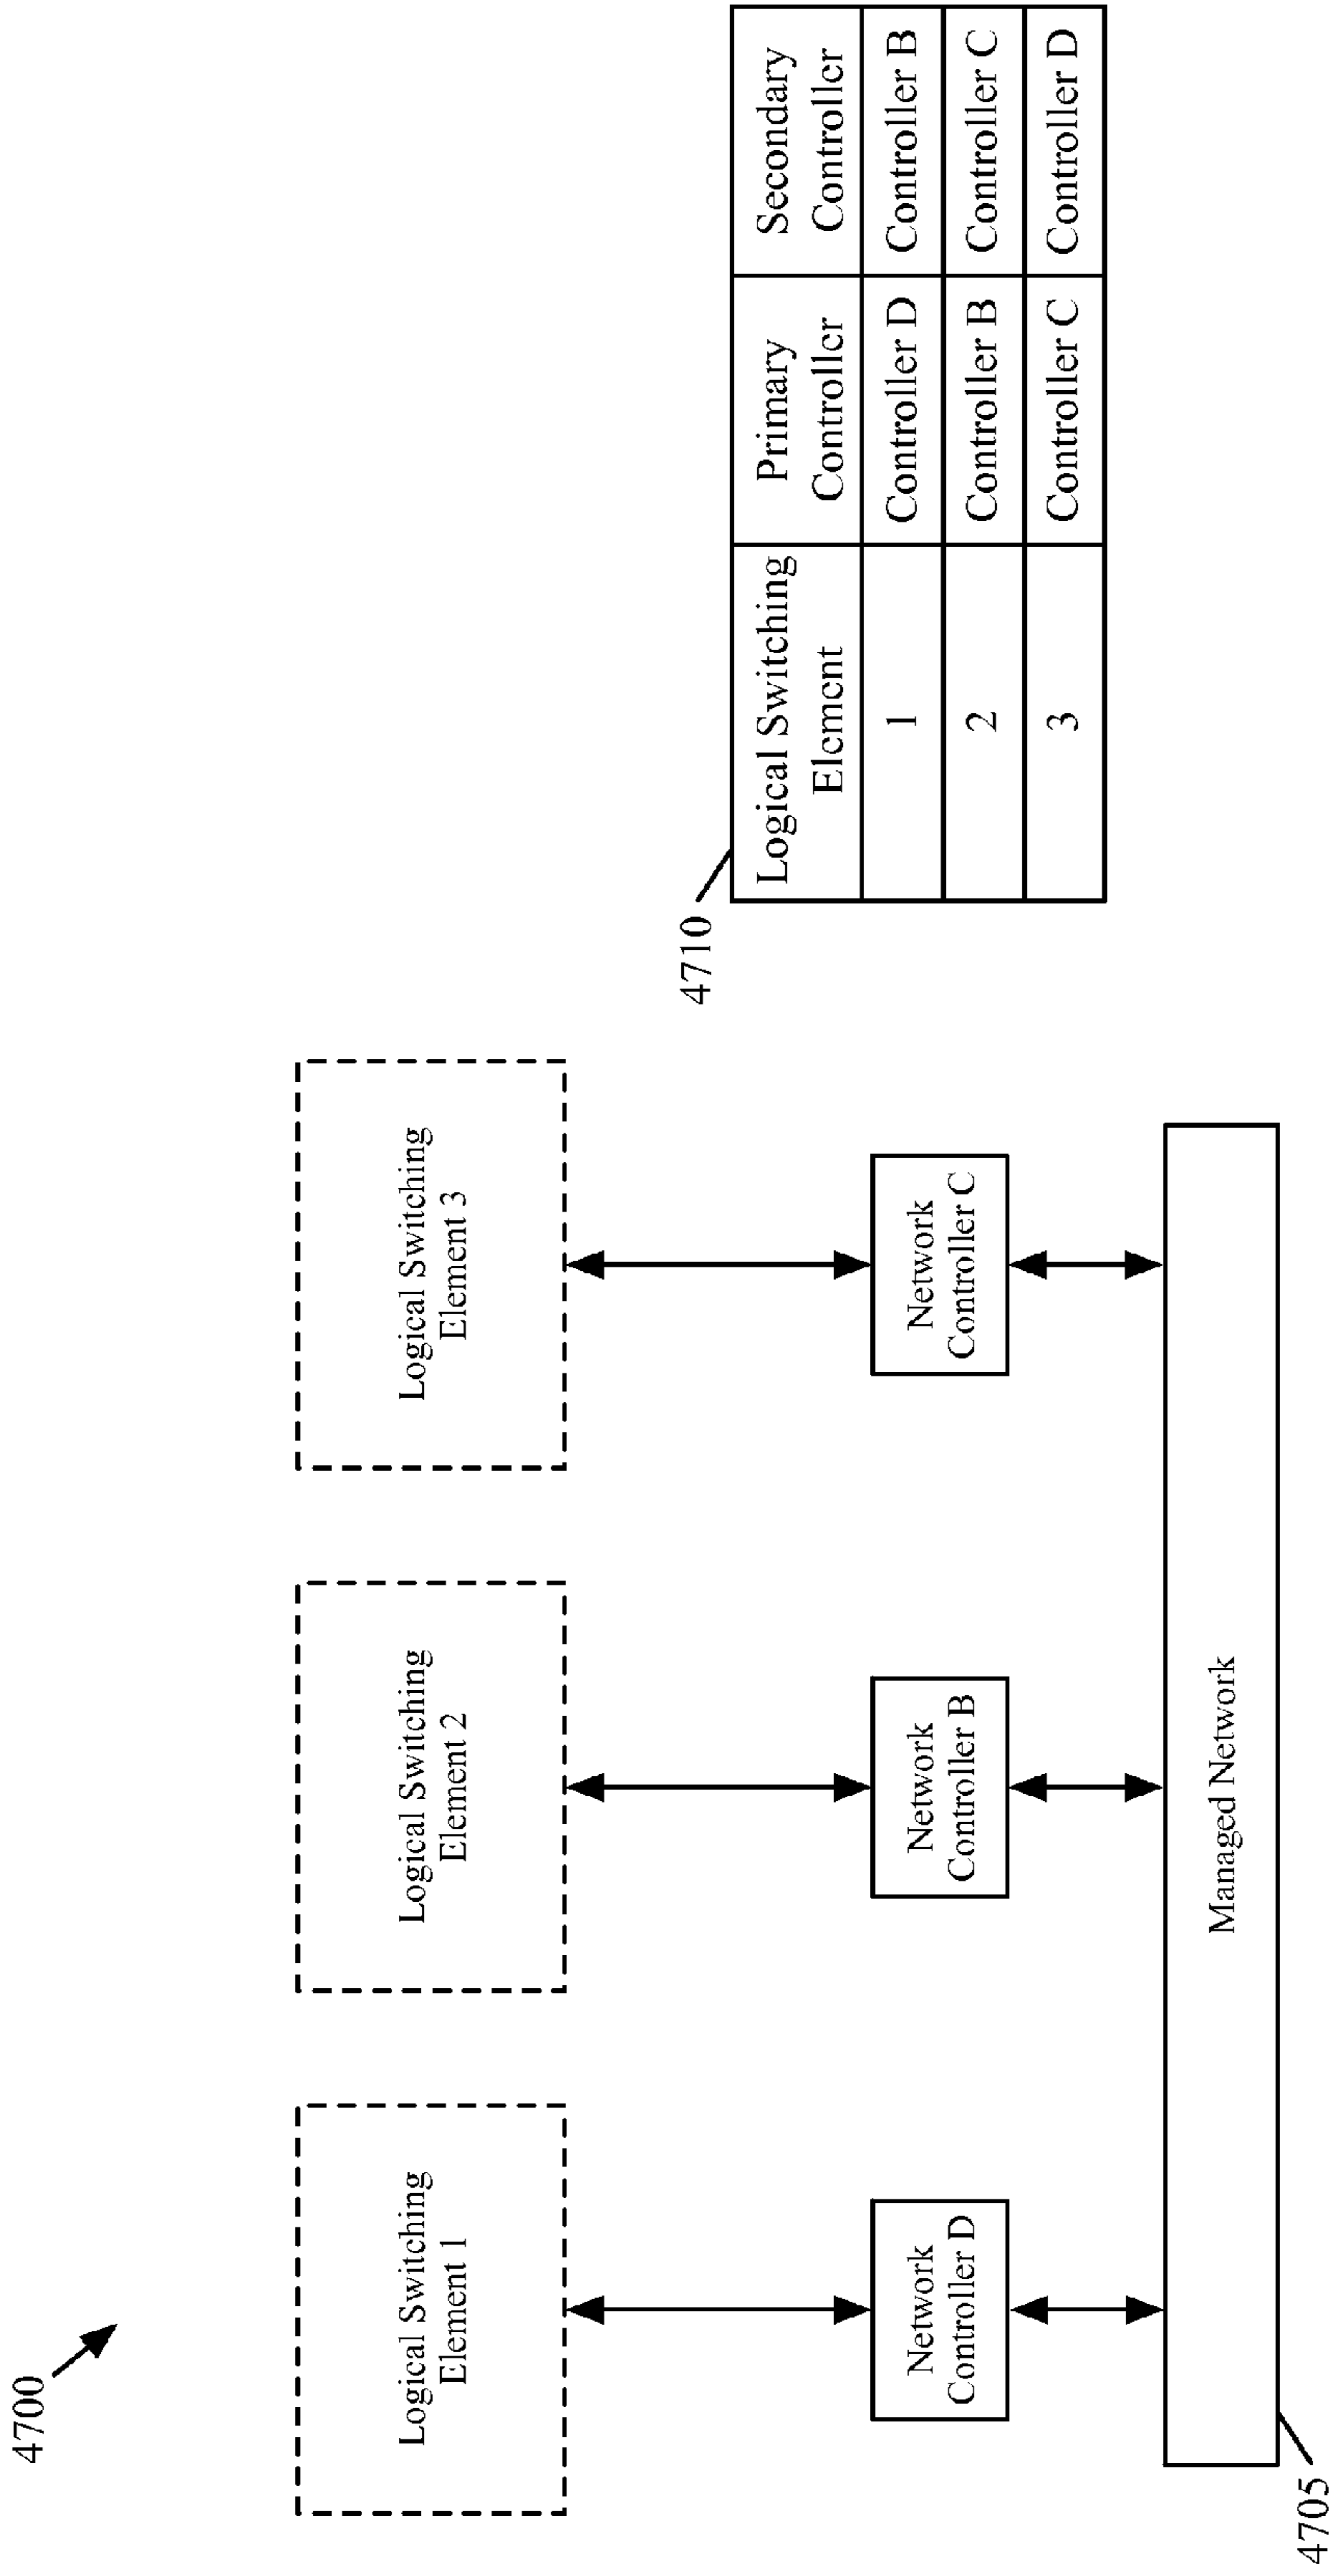 4700
Logical Switching
Element 1
Logical Switching
Element 2
Logical Switching
Element 3
Network
Controller D
Network
Controller B
Network
Controller C
Managed Network
4705
4710
Logical Switching
Element
Primary
Controller
Secondary
Controller
1
Controller D
Controller B
2
Controller B
Controller C
3
Controller C
Controller D